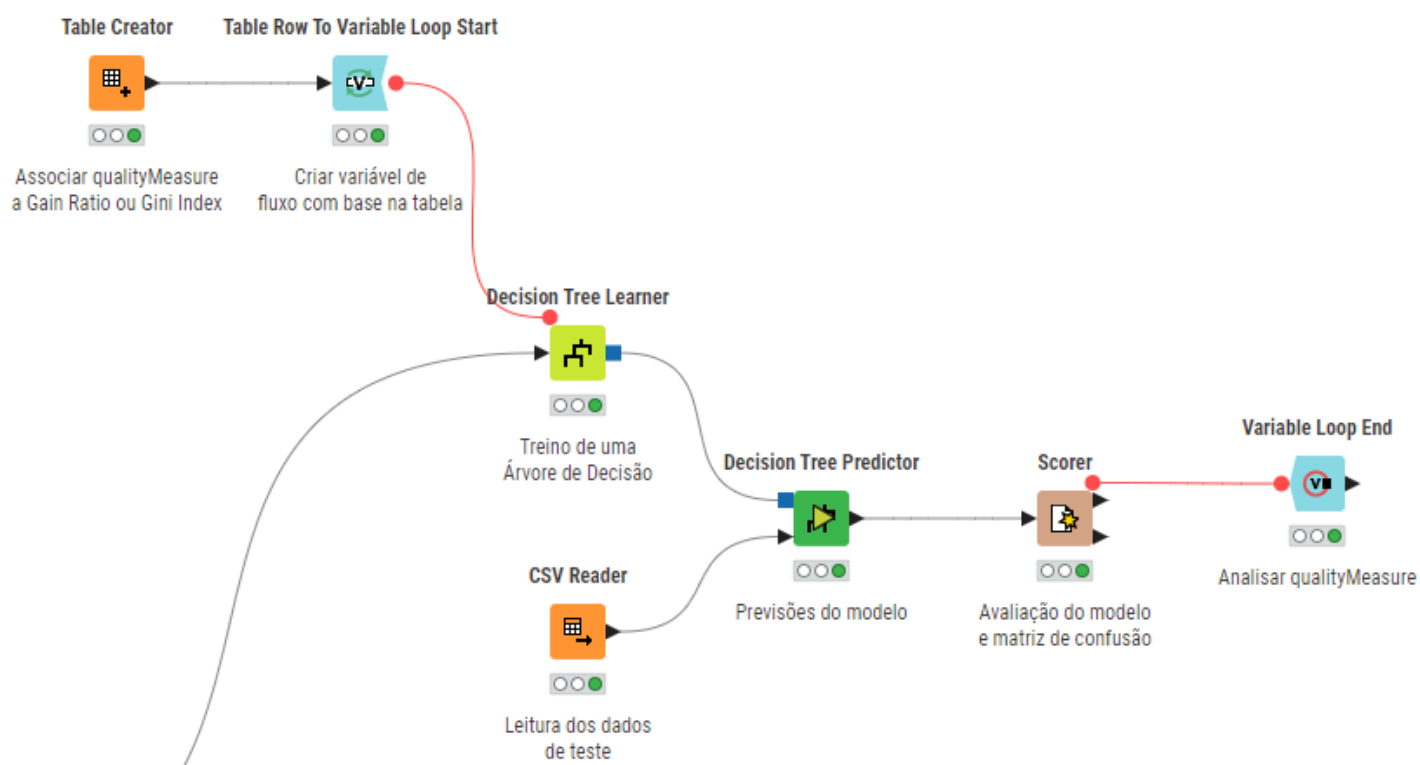 Table Creator
Table Row To Variable Loop Start
Associar qualityMeasure
a Gain Ratio ou Gini Index
Criar variável de
fluxo com base na tabela
Decision Tree Learner
Treino de uma
Árvore de Decisão
Decision Tree Predictor
Previsões do modelo
CSV Reader
Leitura dos dados
de teste
Scorer
Avaliação do modelo
e matriz de confusão
Variable Loop End
Analisar qualityMeasure